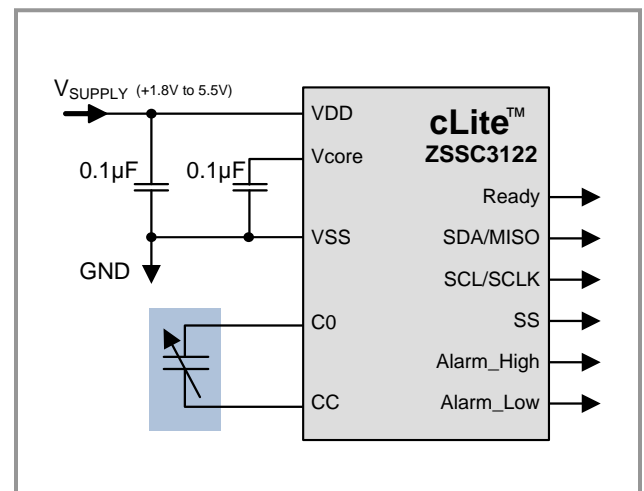 VSUPPLY (+1.8V to 5.5V)
VDD
cLite™
ZSSC3122
0.1µF
0.1µF
Vcore
Ready
VSS
SDA/MISO
GND
SCL/SCLK
C0
SS
Alarm_High
CC
Alarm_Low